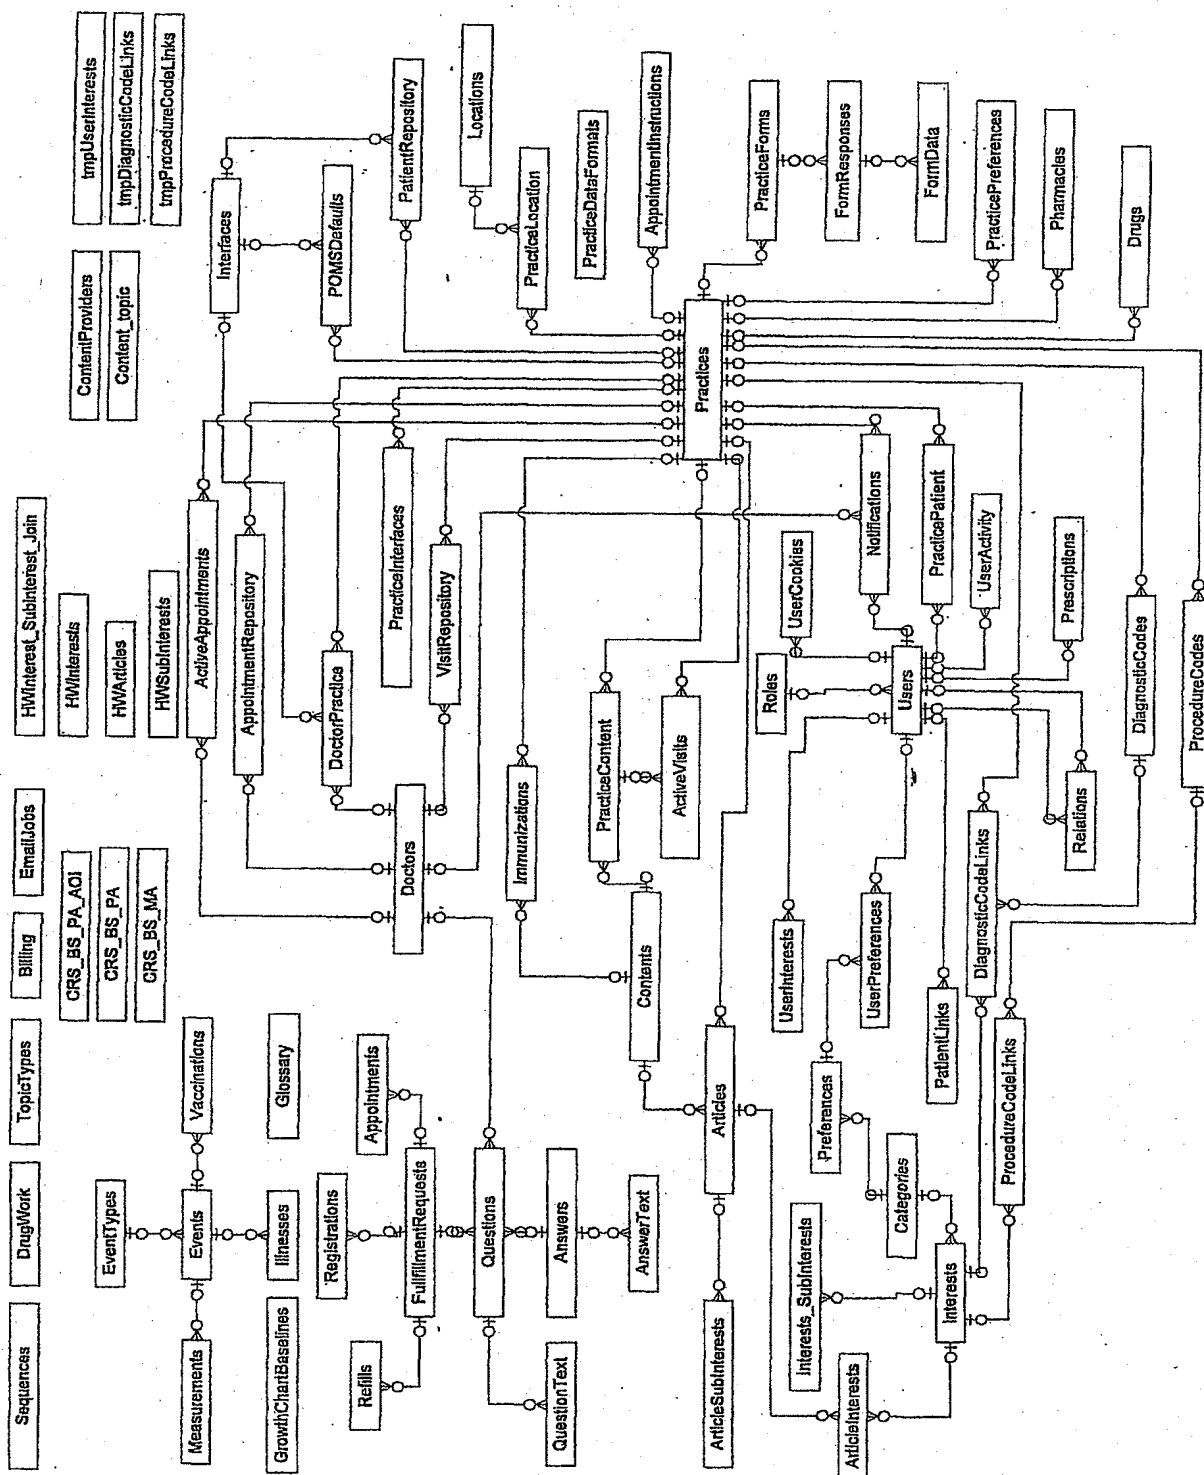 Sequences
DrugWork
TopicTypes
Billing
EmailJobs
HWInterest_SubInterest_Join
ContentProviders
tmpUserInterests
EventTypes
CRS_BS_PA_AOI
HWInterests
Content_topic
tmpDiagnosticCodeLinks
CRS_BS_PA
HWArticles
tmpProcedureCodeLinks
CRS_BS_MA
HWSubInterests
Measurements
Events
Vaccinations
ActiveAppointments
Interfaces
GrowthChartBaselines
Illnesses
Glossary
AppointmentRepository
POMSDefaults
PatientRepository
Registrations
DoctorPractice
Locations
Refills
Appointments
Doctors
PracticeInterfaces
PracticeLocation
FullfillmentRequests
VisitRepository
PracticeDataFormats
Questions
Immunizations
AppointmentInstructions
QuestionText
Answers
PracticeContent
Practices
AnswerText
Contents
ActiveVisits
PracticeForms
ArticleSubInterests
Articles
Roles
UserCookies
Notifications
FormResponses
UserInterests
Users
PracticePatient
FormData
Preferences
UserPreferences
UserActivity
PracticePreferences
Interests_SubInterests
Categories
PatientLinks
Prescriptions
Pharmacies
ArticleInterests
Interests
DiagnosticCodeLinks
Relations
DiagnosticCodes
Drugs
ProcedureCodeLinks
ProcedureCodes